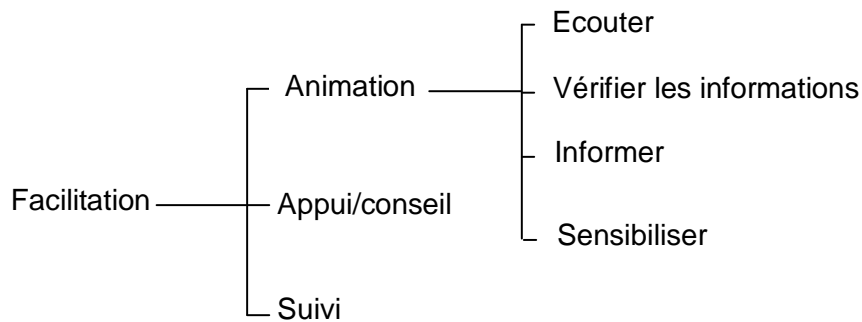 Facilitation
Animation
Ecouter
Vérifier les informations
Informer
Sensibiliser
Appui/conseil
Suivi